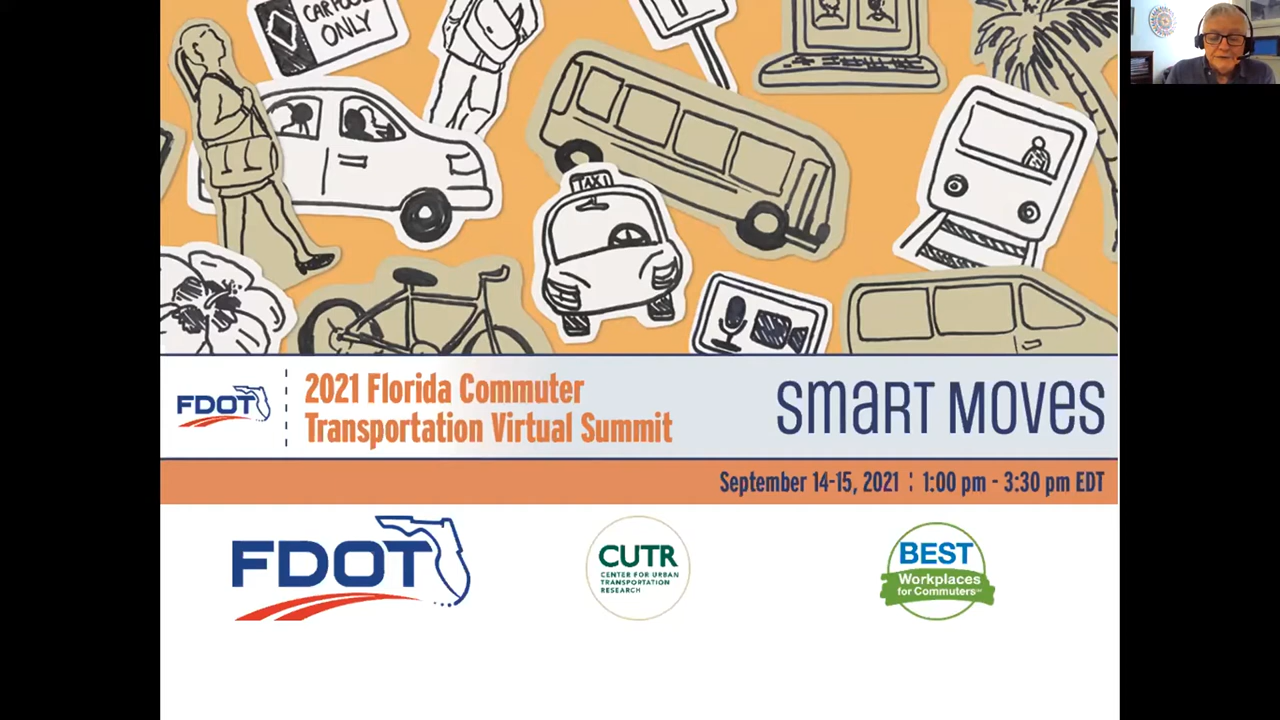 CARPOOL
ONLY
TAXI
FDOT
2021 Florida Commuter
Transportation Virtual Summit
SMART MOVES
September 14-15, 2021 ¦ 1:00 pm - 3:30 pm EDT
FDOT
CUTR
CENTER FOR URBAN
TRANSPORTATION
RESEARCH
BEST
Workplaces
for Commuters